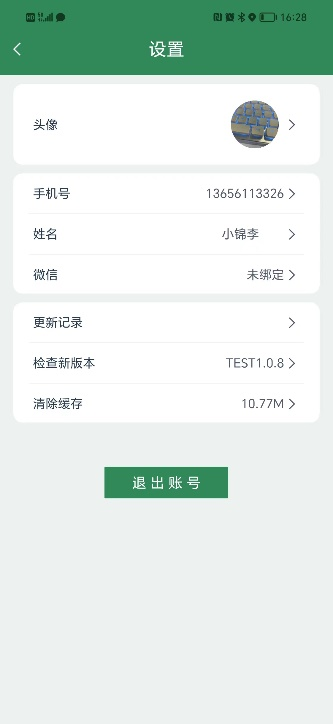 16:28
设置
头像
手机号 13656113326
姓名 小锦李
微信 未绑定
更新记录
检查新版本 TEST1.0.8
清除缓存 10.77M
退出账号